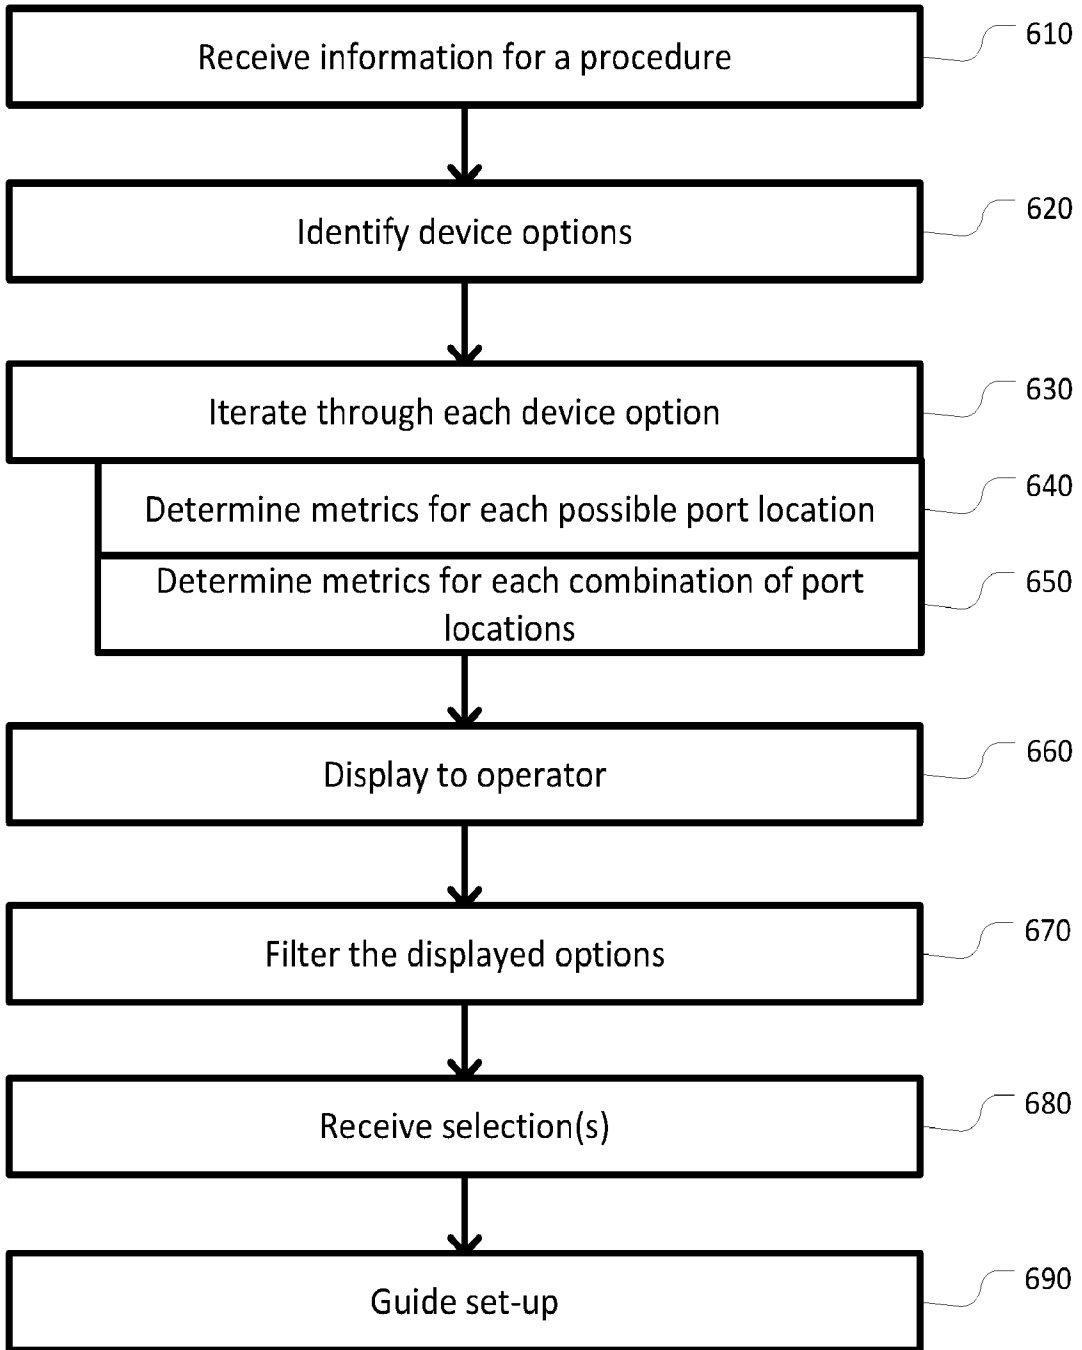 Receive information for a procedure
610
Identify device options
620
Iterate through each device option
630
Determine metrics for each possible port location
640
Determine metrics for each combination of port
locations
650
Display to operator
660
Filter the displayed options
670
Receive selection(s)
680
Guide set-up
690